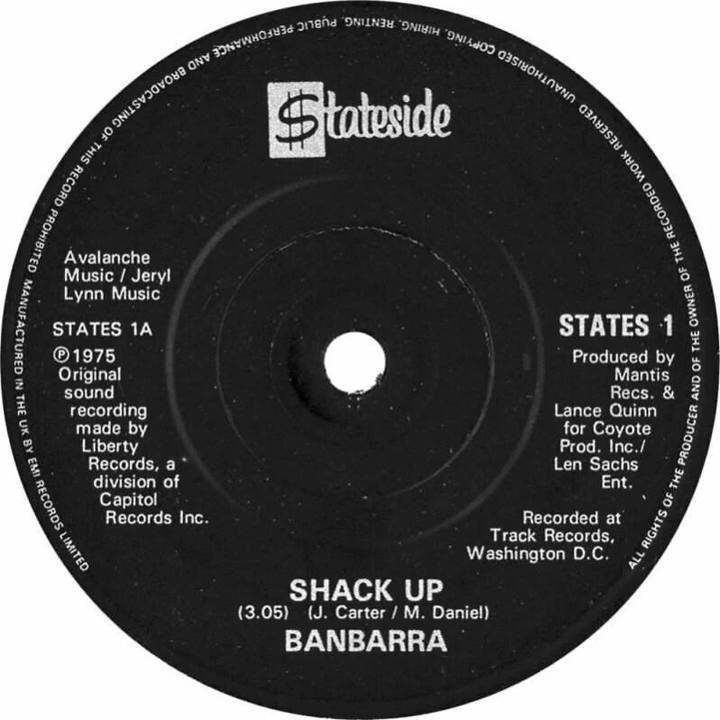 ALL RIGHTS OF THE PRODUCER AND OF THE OWNER OF THE RECORDED WORK RESERVED UNAUTHORISED COPYING, HIRING, RENTING, PUBLIC PERFORMANCE AND BROADCASTING OF THIS RECORD PROHIBITED MANUFACTURED IN THE UK BY EMI RECORDS LIMITED
$tateside
Avalanche
Music / Jeryl
Lynn Music
STATES 1A
Ⓟ1975
Original
sound
recording
made by
Liberty
Records, a
division of
Capitol
Records Inc.
STATES 1
Produced by
Mantis
Recs. &
Lance Quinn
for Coyote
Prod. Inc./
Len Sachs
Ent.
Recorded at
Track Records,
Washington D.C.
SHACK UP
(3.05) (J. Carter / M. Daniel)
BANBARRA